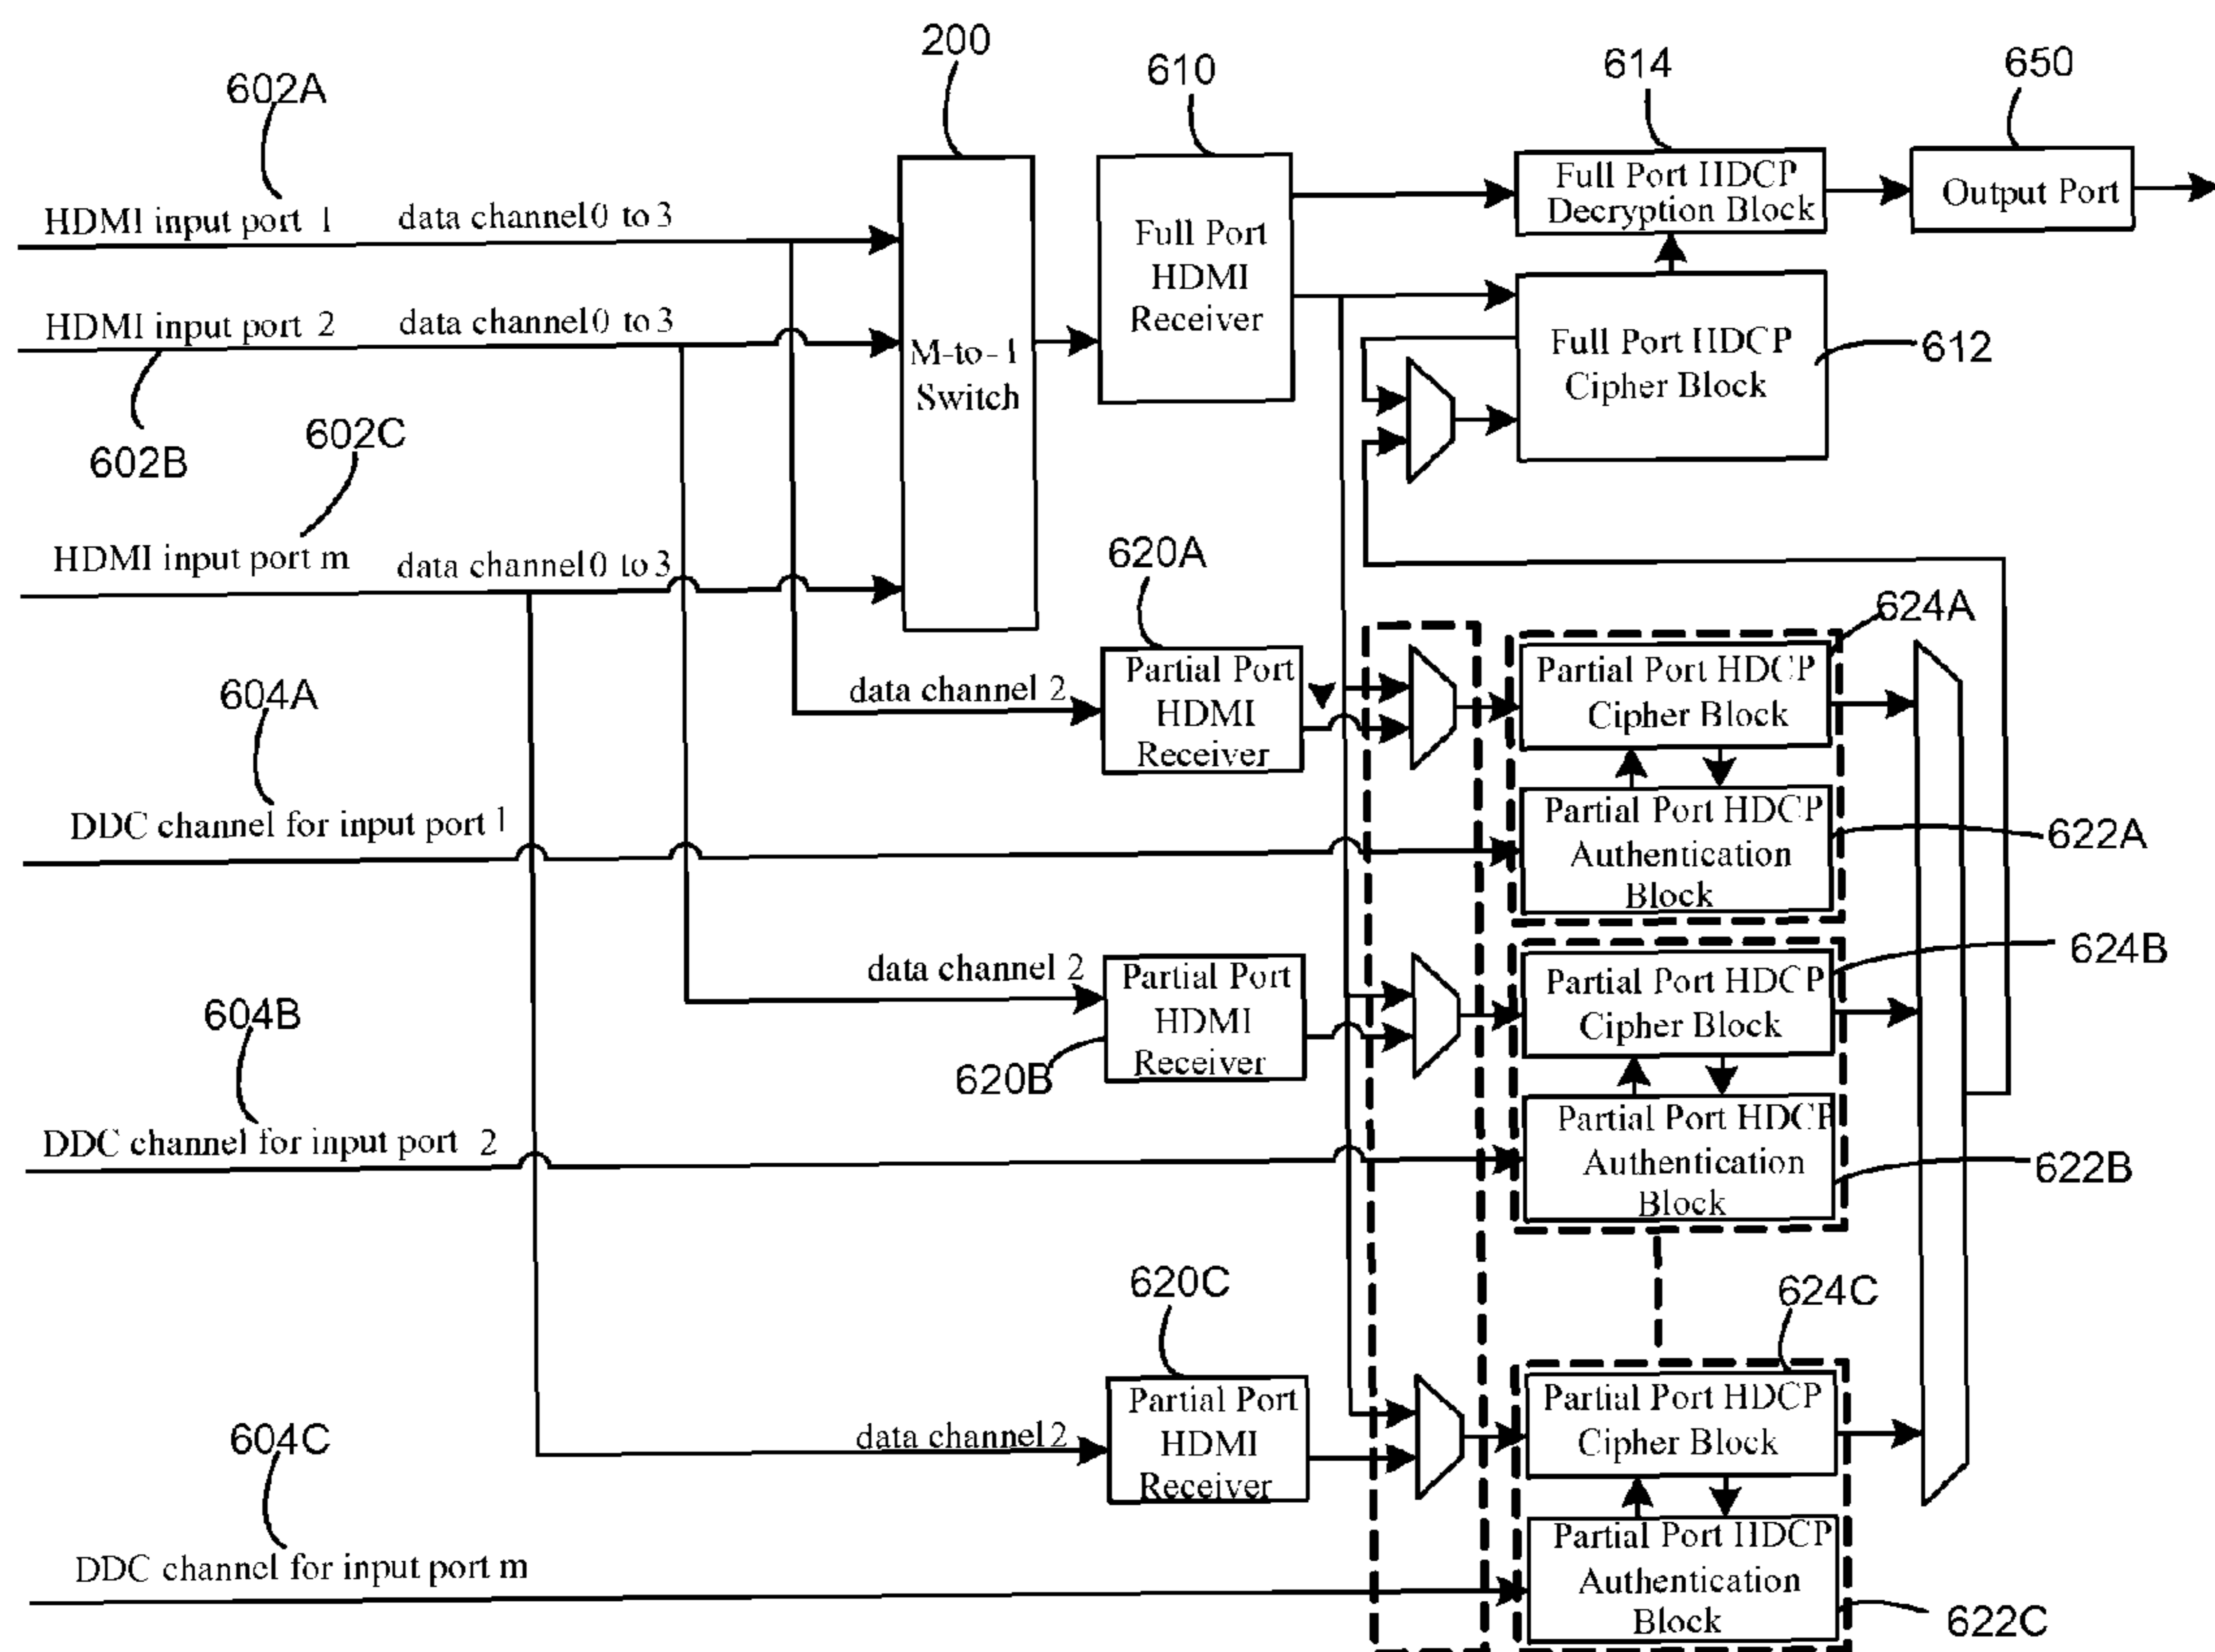 200
610
614
650
602A
HDMI input port 1 data channel0 to 3
Full Port HDCP
Decryption Block
Output Port
Full Port
HDMI
Receiver
HDMI input port 2 data channel0 to 3
M-to-1
Switch
Full Port HDCP
Cipher Block
612
602B
602C
HDMI input port m data channel0 to 3
620A
624A
604A
data channel 2
Partial Port
HDMI
Receiver
Partial Port HDCP
Cipher Block
DDC channel for input port 1
Partial Port HDCP
Authentication
Block
622A
604B
data channel 2
Partial Port
HDMI
Receiver
620B
Partial Port HDCP
Cipher Block
624B
DDC channel for input port 2
Partial Port HDCP
Authentication
Block
622B
620C
624C
604C
data channel2
Partial Port
HDMI
Receiver
Partial Port HDCP
Cipher Block
DDC channel for input port m
Partial Port HDCP
Authentication
Block
622C